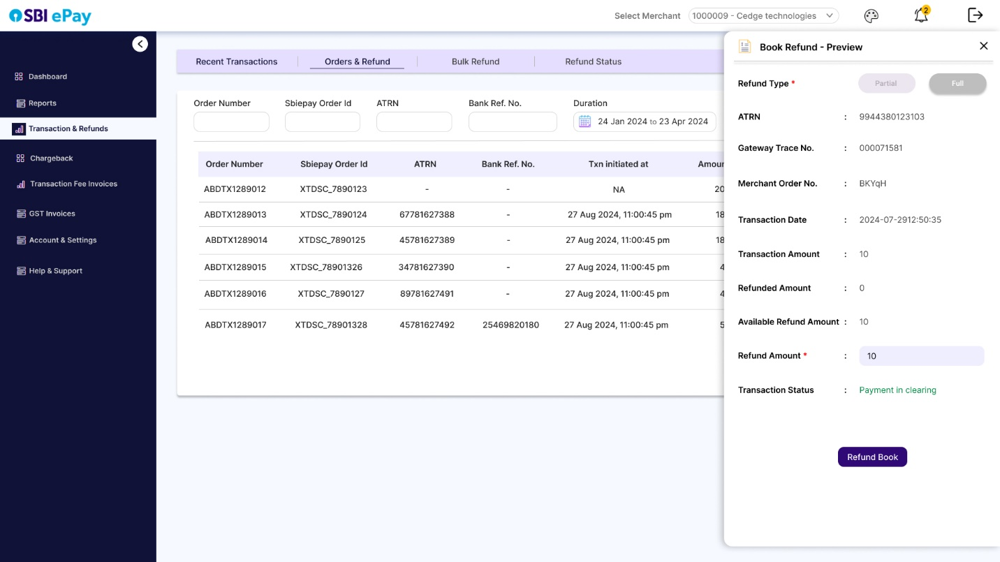 SBI ePay
Select Merchant 1000009 - Cedge technologies 2
Dashboard
Reports
Transaction & Refunds
Chargeback
Transaction Fee Invoices
GST Invoices
Account & Settings
Help & Support
Recent Transactions Orders & Refund Bulk Refund Refund Status
Order Number Sbiepay Order Id ATRN Bank Ref. No. Duration
24 Jan 2024 to 23 Apr 2024
Order Number Sbiepay Order Id ATRN Bank Ref. No. Txn initiated at Amoun
ABDTX1289012 XTDSC_7890123 - - NA 20
ABDTX1289013 XTDSC_7890124 67781627388 - 27 Aug 2024, 11:00:45 pm 18
ABDTX1289014 XTDSC_7890125 45781627389 - 27 Aug 2024, 11:00:45 pm 18
ABDTX1289015 XTDSC_78901326 34781627390 - 27 Aug 2024, 11:00:45 pm 4
ABDTX1289016 XTDSC_7890127 89781627491 - 27 Aug 2024, 11:00:45 pm 4
ABDTX1289017 XTDSC_78901328 45781627492 25469820180 27 Aug 2024, 11:00:45 pm 5
Book Refund - Preview
Refund Type * Partial Full
ATRN : 9944380123103
Gateway Trace No. : 000071581
Merchant Order No. : BKYqH
Transaction Date : 2024-07-2912:50:35
Transaction Amount : 10
Refunded Amount : 0
Available Refund Amount : 10
Refund Amount * : 10
Transaction Status : Payment in clearing
Refund Book